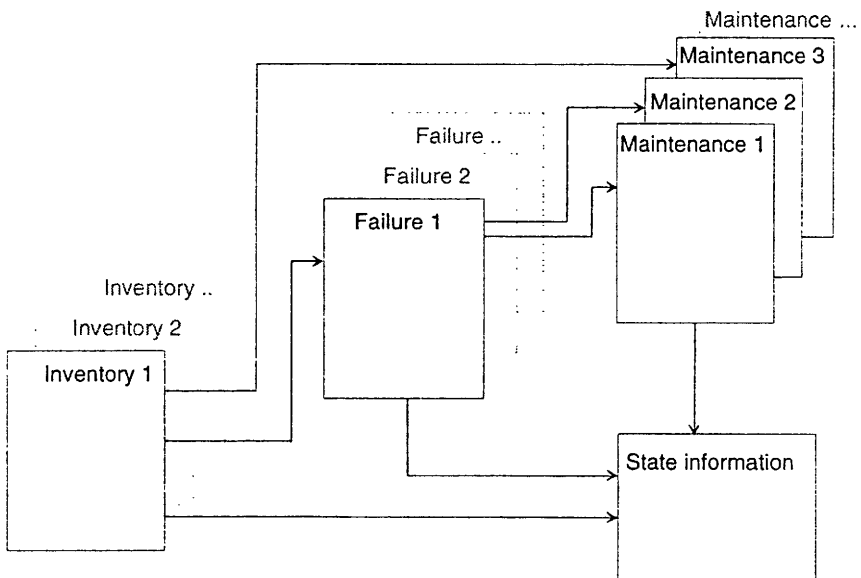 Maintenance ...
Maintenance 3
Maintenance 2
Maintenance 1
Failure ..
Failure 2
Failure 1
Inventory ..
Inventory 2
Inventory 1
State information